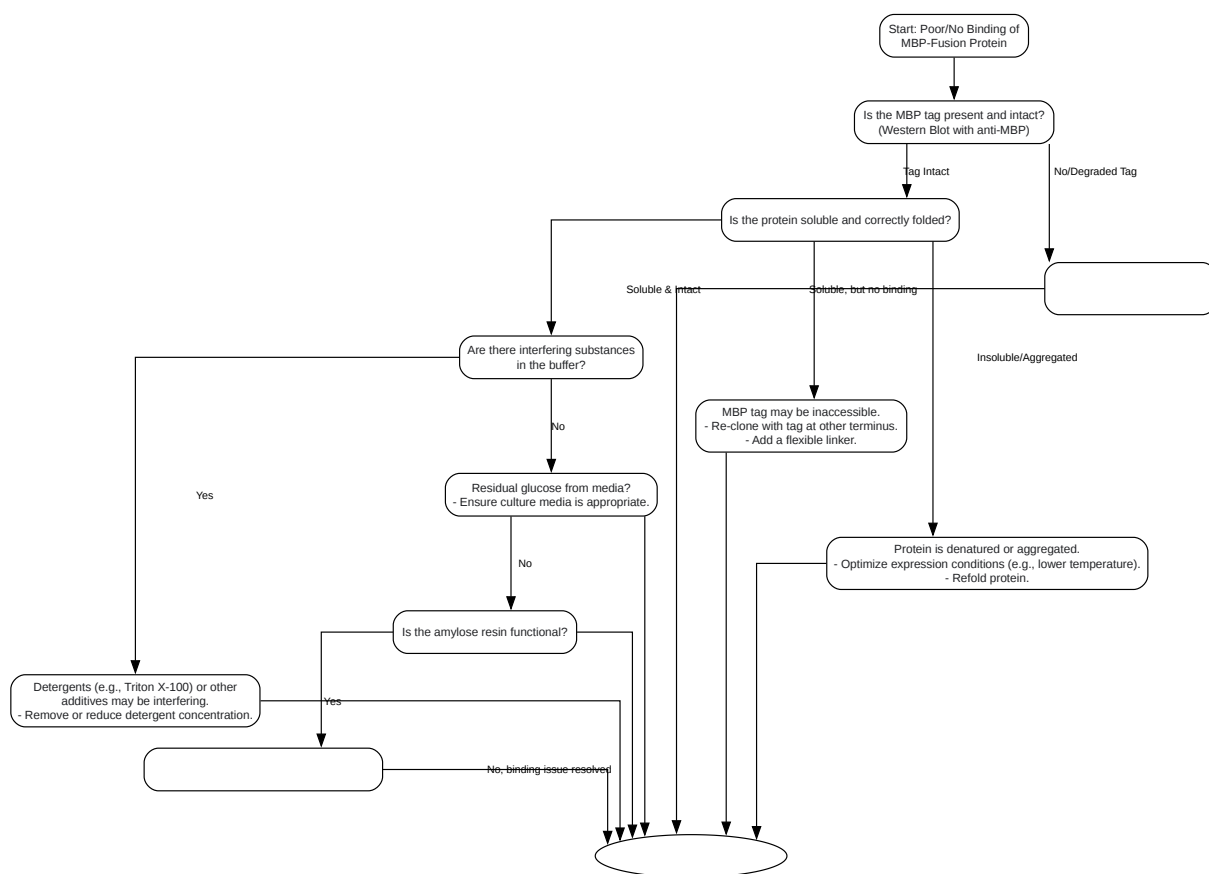 Start: Poor/No Binding of
MBP-Fusion Protein
Is the MBP tag present and intact?
(Western Blot with anti-MBP)
Tag Intact
No/Degraded Tag
Is the protein soluble and correctly folded?
Soluble & Intact
Soluble, but no binding
Are there interfering substances
in the buffer?
Insoluble/Aggregated
MBP tag may be inaccessible.
- Re-clone with tag at other terminus.
- Add a flexible linker.
No
Residual glucose from media?
- Ensure culture media is appropriate.
Yes
Protein is denatured or aggregated.
- Optimize expression conditions (e.g., lower temperature).
- Refold protein.
No
Is the amylose resin functional?
Detergents (e.g., Triton X-100) or other
additives may be interfering.
- Remove or reduce detergent concentration.
Yes
No, binding issue resolved